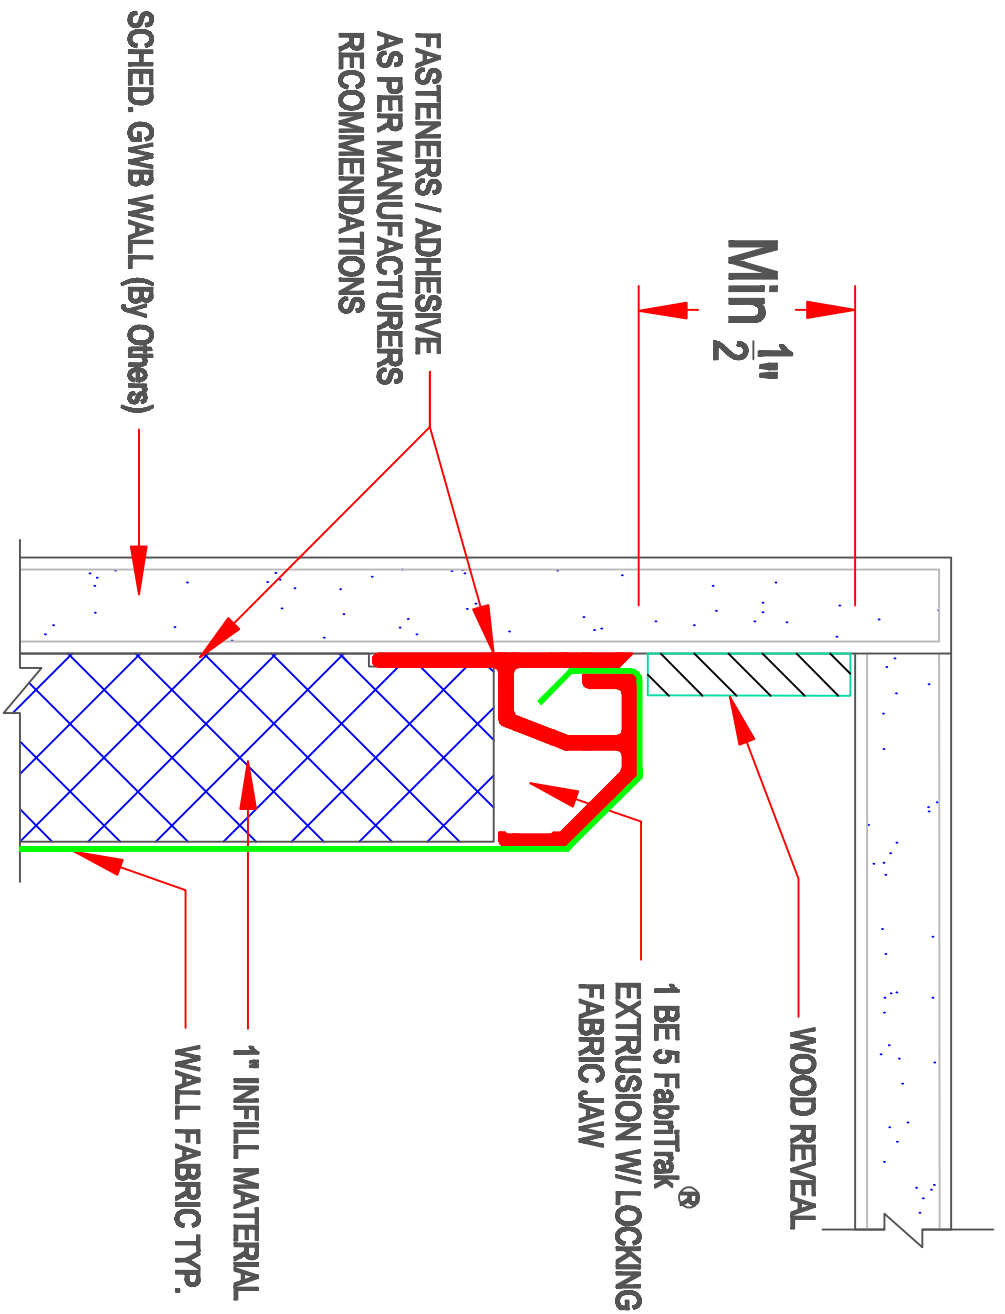 Min 1/2"
FASTENERS / ADHESIVE
AS PER MANUFACTURERS
RECOMMENDATIONS
SCHED. GWB WALL (By Others)
WOOD REVEAL
1 BE 5 FabriTrak®
EXTRUSION W/ LOCKING
FABRIC JAW
1" INFILL MATERIAL
WALL FABRIC TYP.